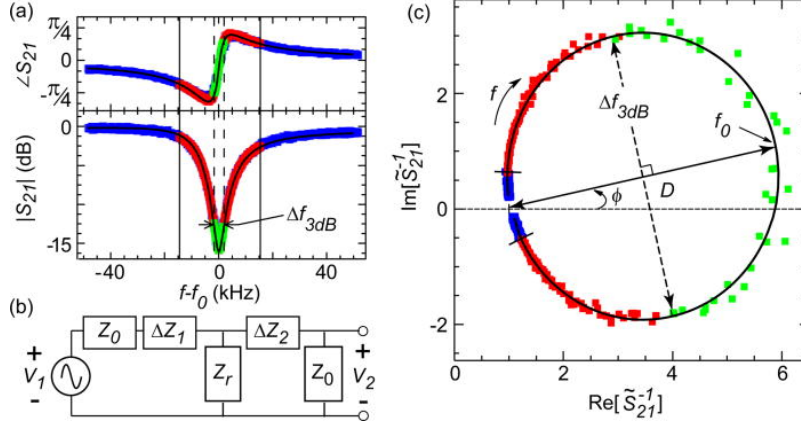 (a)
π/4
0
-π/4
∠S21
0
-15
|S21| (dB)
Δf3dB
-40
0
40
f-f0 (kHz)
(b)
Z0
ΔZ1
ΔZ2
Zr
Z0
+
V1
-
+
V2
-
(c)
f
Δf3dB
f0
D
ϕ
2
0
-2
Im[S̃21⁻¹]
0
2
4
6
Re[S̃21⁻¹]